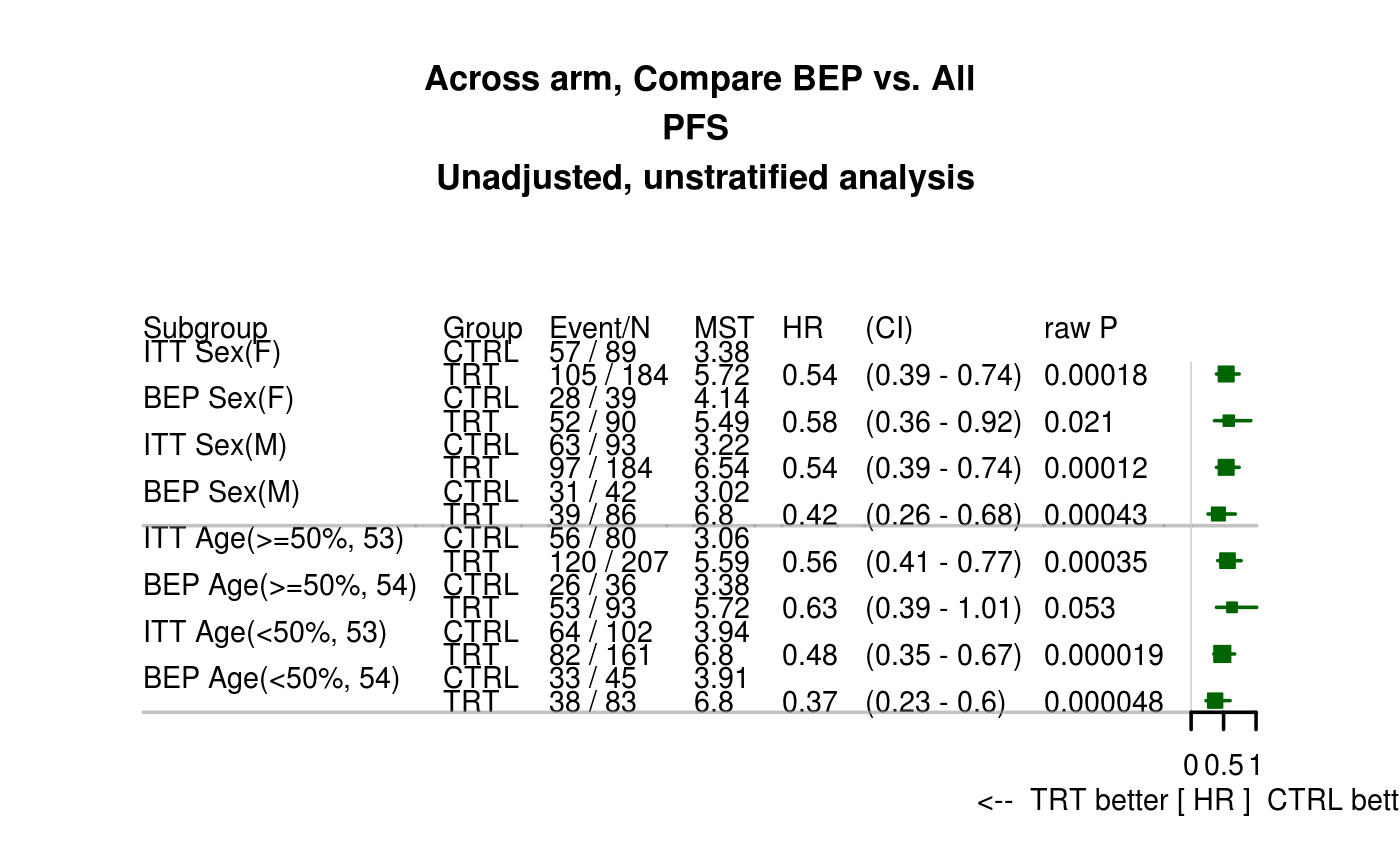 Across arm, Compare BEP vs. All
PFS
Unadjusted, unstratified analysis
Subgroup Group Event/N MST HR (CI) raw P
ITT Sex(F) CTRL 57 / 89 3.38
TRT 105 / 184 5.72 0.54 (0.39 - 0.74) 0.00018
BEP Sex(F) CTRL 28 / 39 4.14
TRT 52 / 90 5.49 0.58 (0.36 - 0.92) 0.021
ITT Sex(M) CTRL 63 / 93 3.22
TRT 97 / 184 6.54 0.54 (0.39 - 0.74) 0.00012
BEP Sex(M) CTRL 31 / 42 3.02
TRT 39 / 86 6.8 0.42 (0.26 - 0.68) 0.00043
ITT Age(>=50%, 53) CTRL 56 / 80 3.06
TRT 120 / 207 5.59 0.56 (0.41 - 0.77) 0.00035
BEP Age(>=50%, 54) CTRL 26 / 36 3.38
TRT 53 / 93 5.72 0.63 (0.39 - 1.01) 0.053
ITT Age(<50%, 53) CTRL 64 / 102 3.94
TRT 82 / 161 6.8 0.48 (0.35 - 0.67) 0.000019
BEP Age(<50%, 54) CTRL 33 / 45 3.91
TRT 38 / 83 6.8 0.37 (0.23 - 0.6) 0.000048
0 0.5 1
<-- TRT better [ HR ] CTRL bett